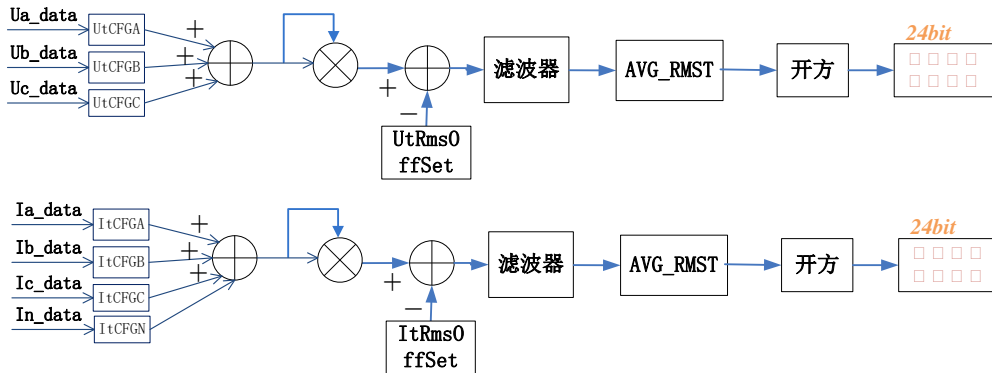 Ua_data
UtCFGA
+
Ub_data
UtCFGB
+
Uc_data
UtCFGC
+
+
−
UtRmsO
ffSet
滤波器
AVG_RMST
开方
24bit
Ia_data
ItCFGA
+
Ib_data
ItCFGB
+
Ic_data
ItCFGC
+
In_data
ItCFGN
+
−
ItRmsO
ffSet
滤波器
AVG_RMST
开方
24bit